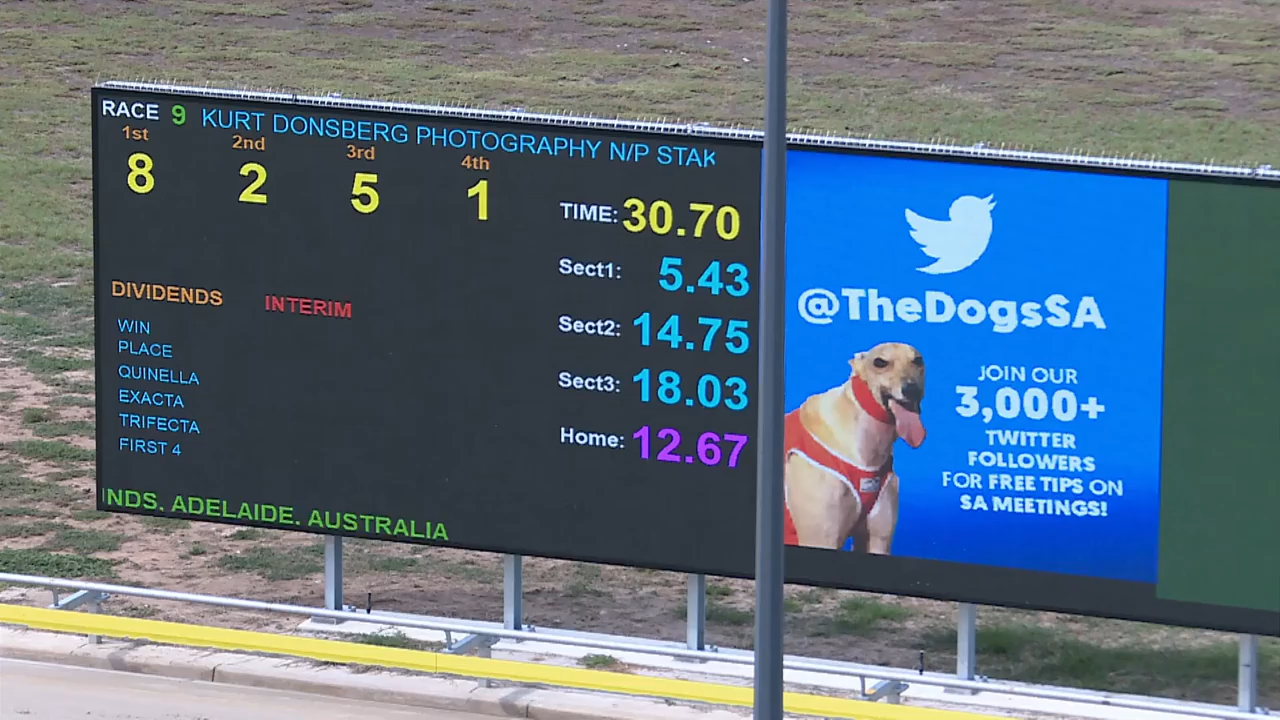 RACE 9 KURT DONSBERG PHOTOGRAPHY N/P STAK
1st 2nd 3rd 4th
8 2 5 1
TIME: 30.70
Sect1: 5.43
Sect2: 14.75
Sect3: 18.03
Home: 12.67
DIVIDENDS INTERIM
WIN
PLACE
QUINELLA
EXACTA
TRIFECTA
FIRST 4
NDS. ADELAIDE. AUSTRALIA
@TheDogsSA
JOIN OUR
3,000+
TWITTER
FOLLOWERS
FOR FREE TIPS ON
SA MEETINGS!